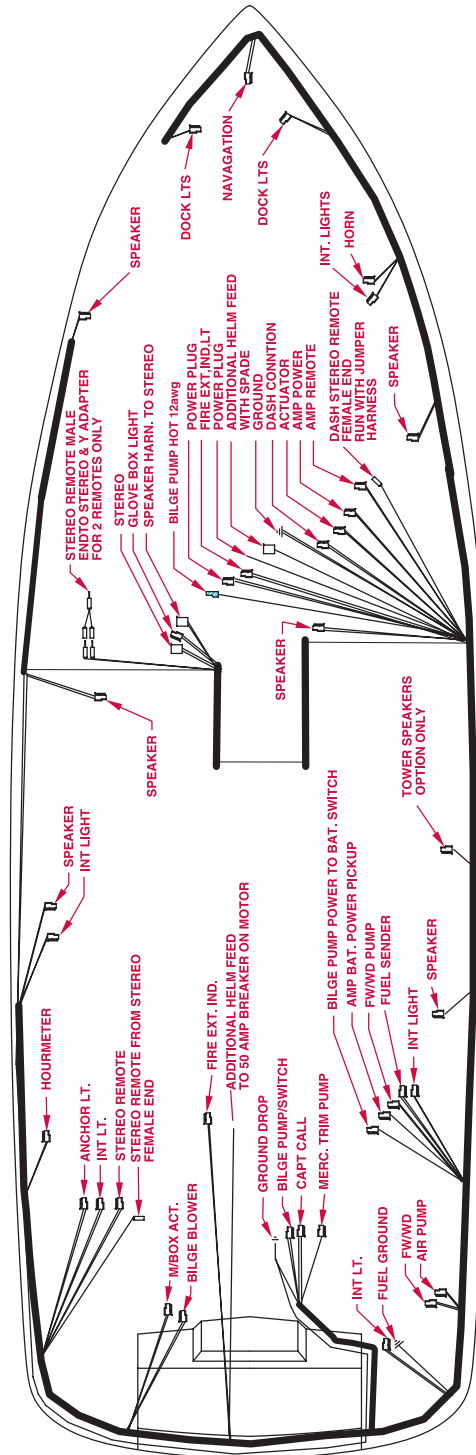 DOCK LTS
NAVAGATION
DOCK LTS
SPEAKER
INT. LIGHTS
HORN
SPEAKER
STEREO REMOTE MALE
ENDTO STEREO & Y ADAPTER
FOR 2 REMOTES ONLY
STEREO
GLOVE BOX LIGHT
SPEAKER HARN. TO STEREO
BILGE PUMP HOT 12awg
POWER PLUG
FIRE EXT, IND, LT
POWER PLUG
ADDITIONAL HELM FEED
WITH SPADE
GROUND
DASH CONNTION
ACTUATOR
AMP POWER
AMP REMOTE
DASH STEREO REMOTE
FEMALE END
RUN WITH JUMPER
HARNESS
SPEAKER
SPEAKER
SPEAKER
INT LIGHT
TOWER SPEAKERS
OPTION ONLY
HOURMETER
ANCHOR LT.
INT LT.
STEREO REMOTE
STEREO REMOTE FROM STEREO
FEMALE END
M/BOX ACT.
BILGE BLOWER
FIRE EXT. IND.
ADDITIONAL HELM FEED
TO 50 AMP BREAKER ON MOTOR
GROUND DROP
BILGE PUMP/SWITCH
CAPT CALL
MERC. TRIM PUMP
BILGE PUMP POWER TO BAT. SWITCH
AMP BAT. POWER PICKUP
FW/WD PUMP
FUEL SENDER
INT LIGHT
SPEAKER
INT LT.
FUEL GROUND
FW/WD
AIR PUMP